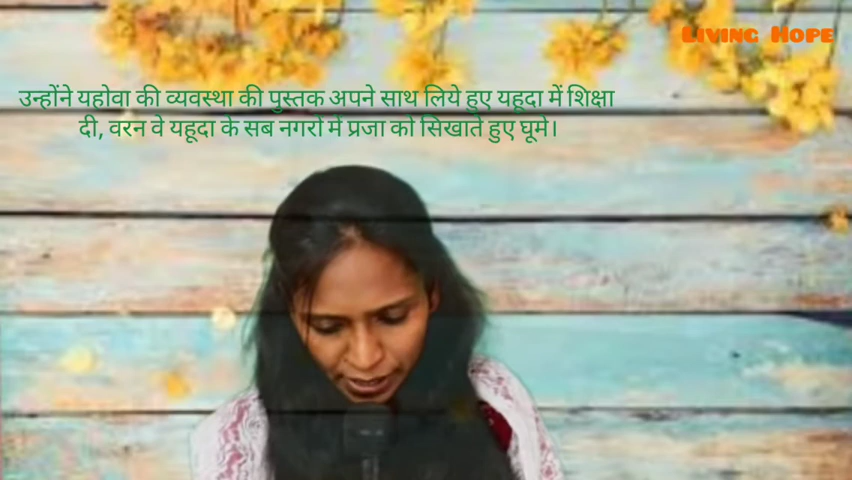 Living Hope
उन्होंने यहोवा की व्यवस्था की पुस्तक अपने साथ लिये हुए यहूदा में शिक्षा
दी, वरन वे यहूदा के सब नगरों में प्रजा को सिखाते हुए घूमे।